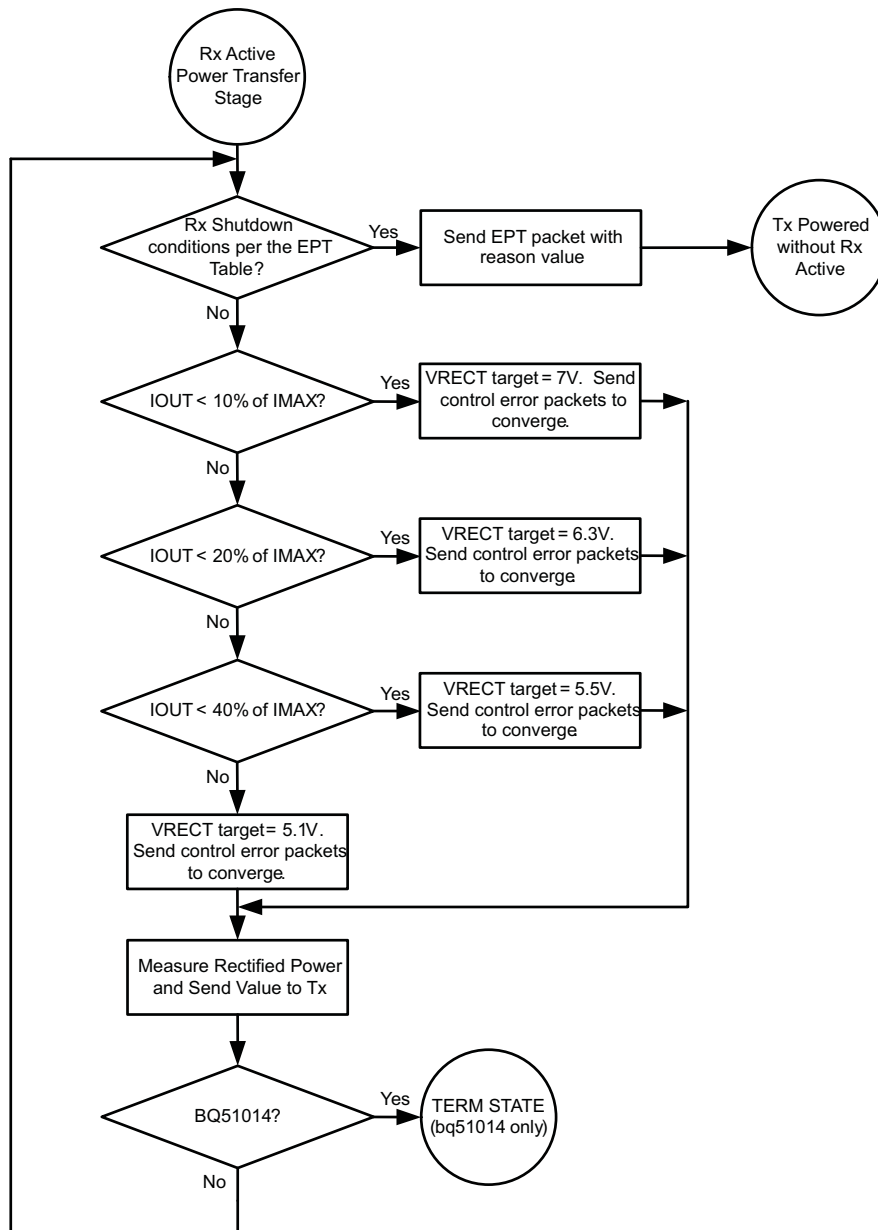 Rx Active
Power Transfer
Stage
Rx Shutdown
conditions per the EPT
Table?
Yes
Send EPT packet with
reason value
Tx Powered
without Rx
Active
No
IOUT < 10% of IMAX?
Yes
VRECT target = 7V. Send
control error packets to
converge.
No
IOUT < 20% of IMAX?
Yes
VRECT target = 6.3V.
Send control error packets
to converge.
No
IOUT < 40% of IMAX?
Yes
VRECT target = 5.5V.
Send control error packets
to converge.
No
VRECT target = 5.1V.
Send control error packets
to converge.
Measure Rectified Power
and Send Value to Tx
BQ51014?
Yes
TERM STATE
(bq51014 only)
No